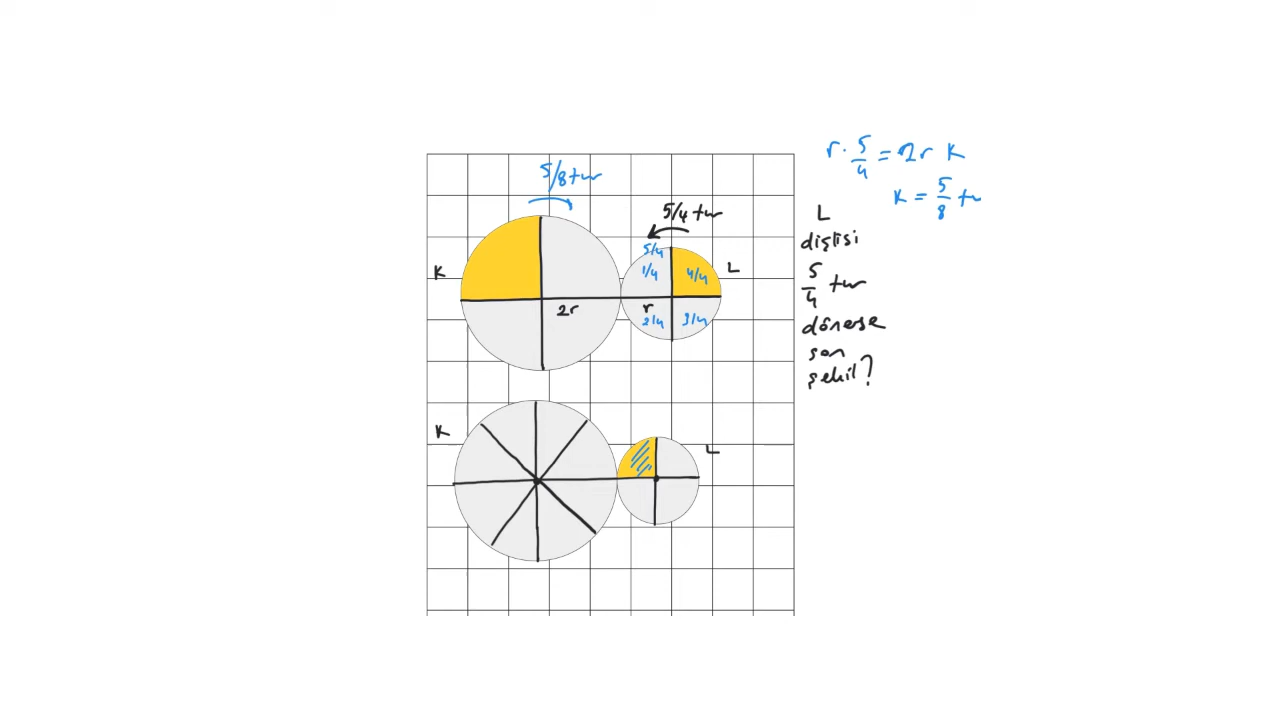 r · 5/4 = 2r K
K = 5/8 tur
5/8 tur
5/4 tur
K
L
2r
r
5/4
1/4
4/4
2/4
3/4
L
dişlisi
5/4 tur
dönerse
son
şekil?
K
L